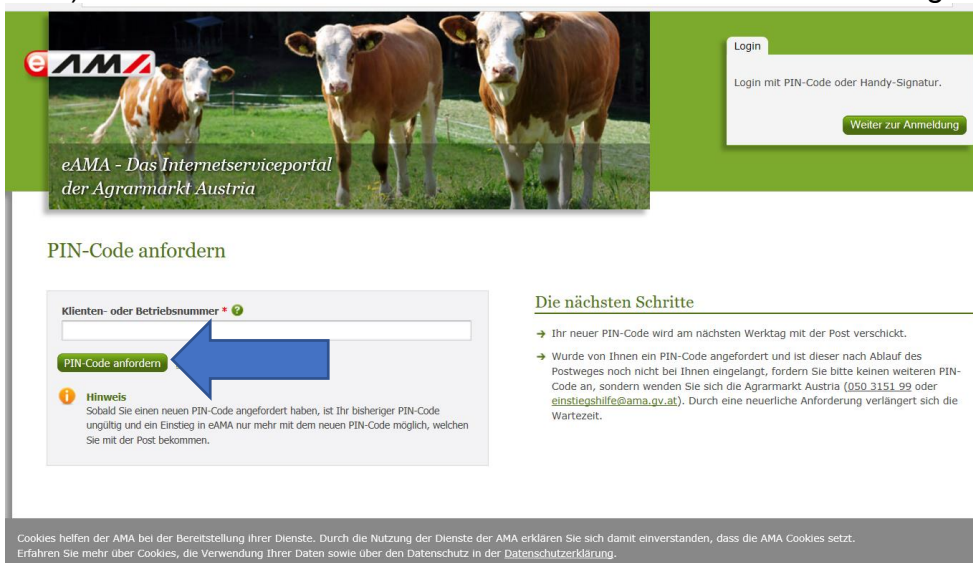 Login
eAMA
Login mit PIN-Code oder Handy-Signatur.
Weiter zur Anmeldung
eAMA - Das Internetserviceportal
der Agrarmarkt Austria
PIN-Code anfordern
Klienten- oder Betriebsnummer * ?
PIN-Code anfordern
Hinweis
Sobald Sie einen neuen PIN-Code angefordert haben, ist Ihr bisheriger PIN-Code
ungültig und ein Einstieg in eAMA nur mehr mit dem neuen PIN-Code möglich, welchen
Sie mit der Post bekommen.
Die nächsten Schritte
→ Ihr neuer PIN-Code wird am nächsten Werktag mit der Post verschickt.
→ Wurde von Ihnen ein PIN-Code angefordert und ist dieser nach Ablauf des
Postweges noch nicht bei Ihnen eingelangt, fordern Sie bitte keinen weiteren PIN-
Code an, sondern wenden Sie sich die Agrarmarkt Austria (050 3151 99 oder
einstiegshilfe@ama.gv.at). Durch eine neuerliche Anforderung verlängert sich die
Wartezeit.
Cookies helfen der AMA bei der Bereitstellung ihrer Dienste. Durch die Nutzung der Dienste der AMA erklären Sie sich damit einverstanden, dass die AMA Cookies setzt.
Erfahren Sie mehr über Cookies, die Verwendung Ihrer Daten sowie über den Datenschutz in der Datenschutzerklärung.